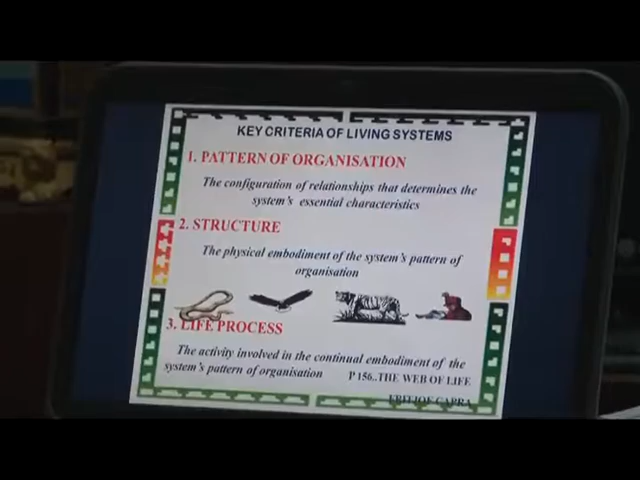 KEY CRITERIA OF LIVING SYSTEMS
1. PATTERN OF ORGANISATION
The configuration of relationships that determines the
system's essential characteristics
2. STRUCTURE
The physical embodiment of the system's pattern of
organisation
3. LIFE PROCESS
The activity involved in the continual embodiment of the
system's pattern of organisation
P 156..THE WEB OF LIFE
FRITJOF CAPRA